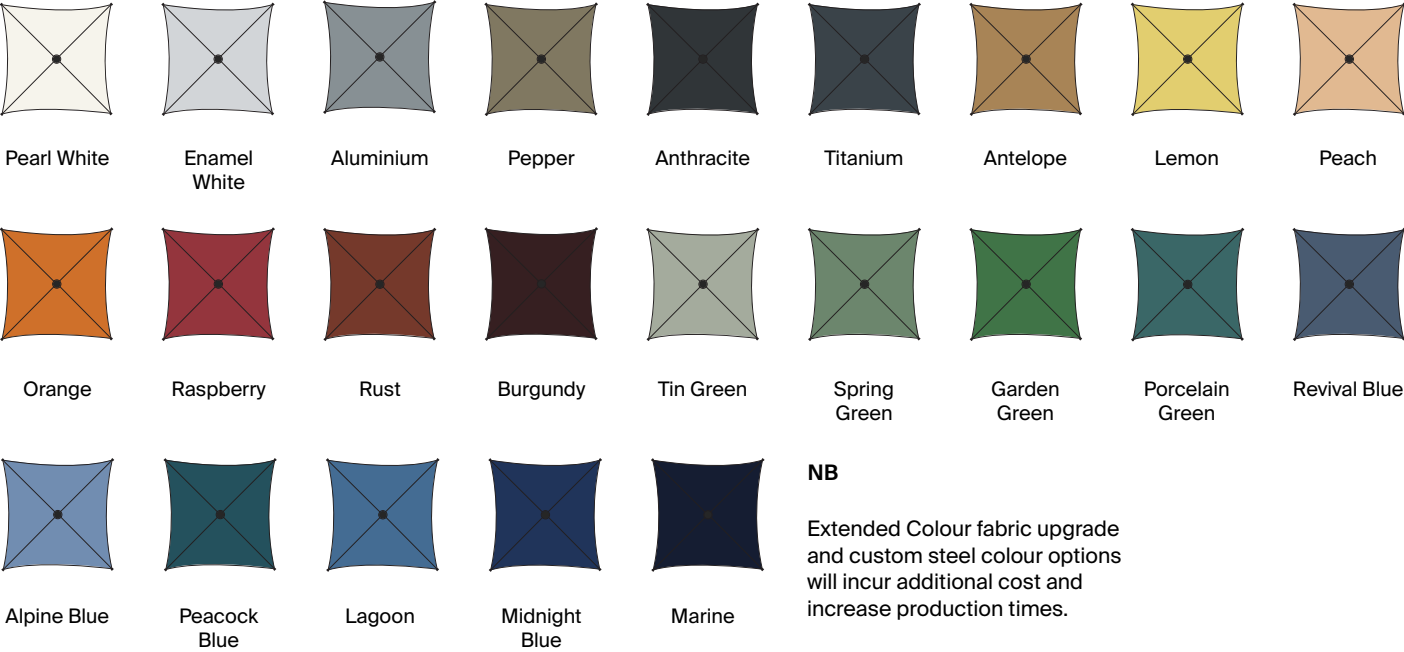 Pearl White
Enamel
White
Aluminium
Pepper
Anthracite
Titanium
Antelope
Lemon
Peach
Orange
Raspberry
Rust
Burgundy
Tin Green
Spring
Green
Garden
Green
Porcelain
Green
Revival Blue
Alpine Blue
Peacock
Blue
Lagoon
Midnight
Blue
Marine
NB
Extended Colour fabric upgrade
and custom steel colour options
will incur additional cost and
increase production times.